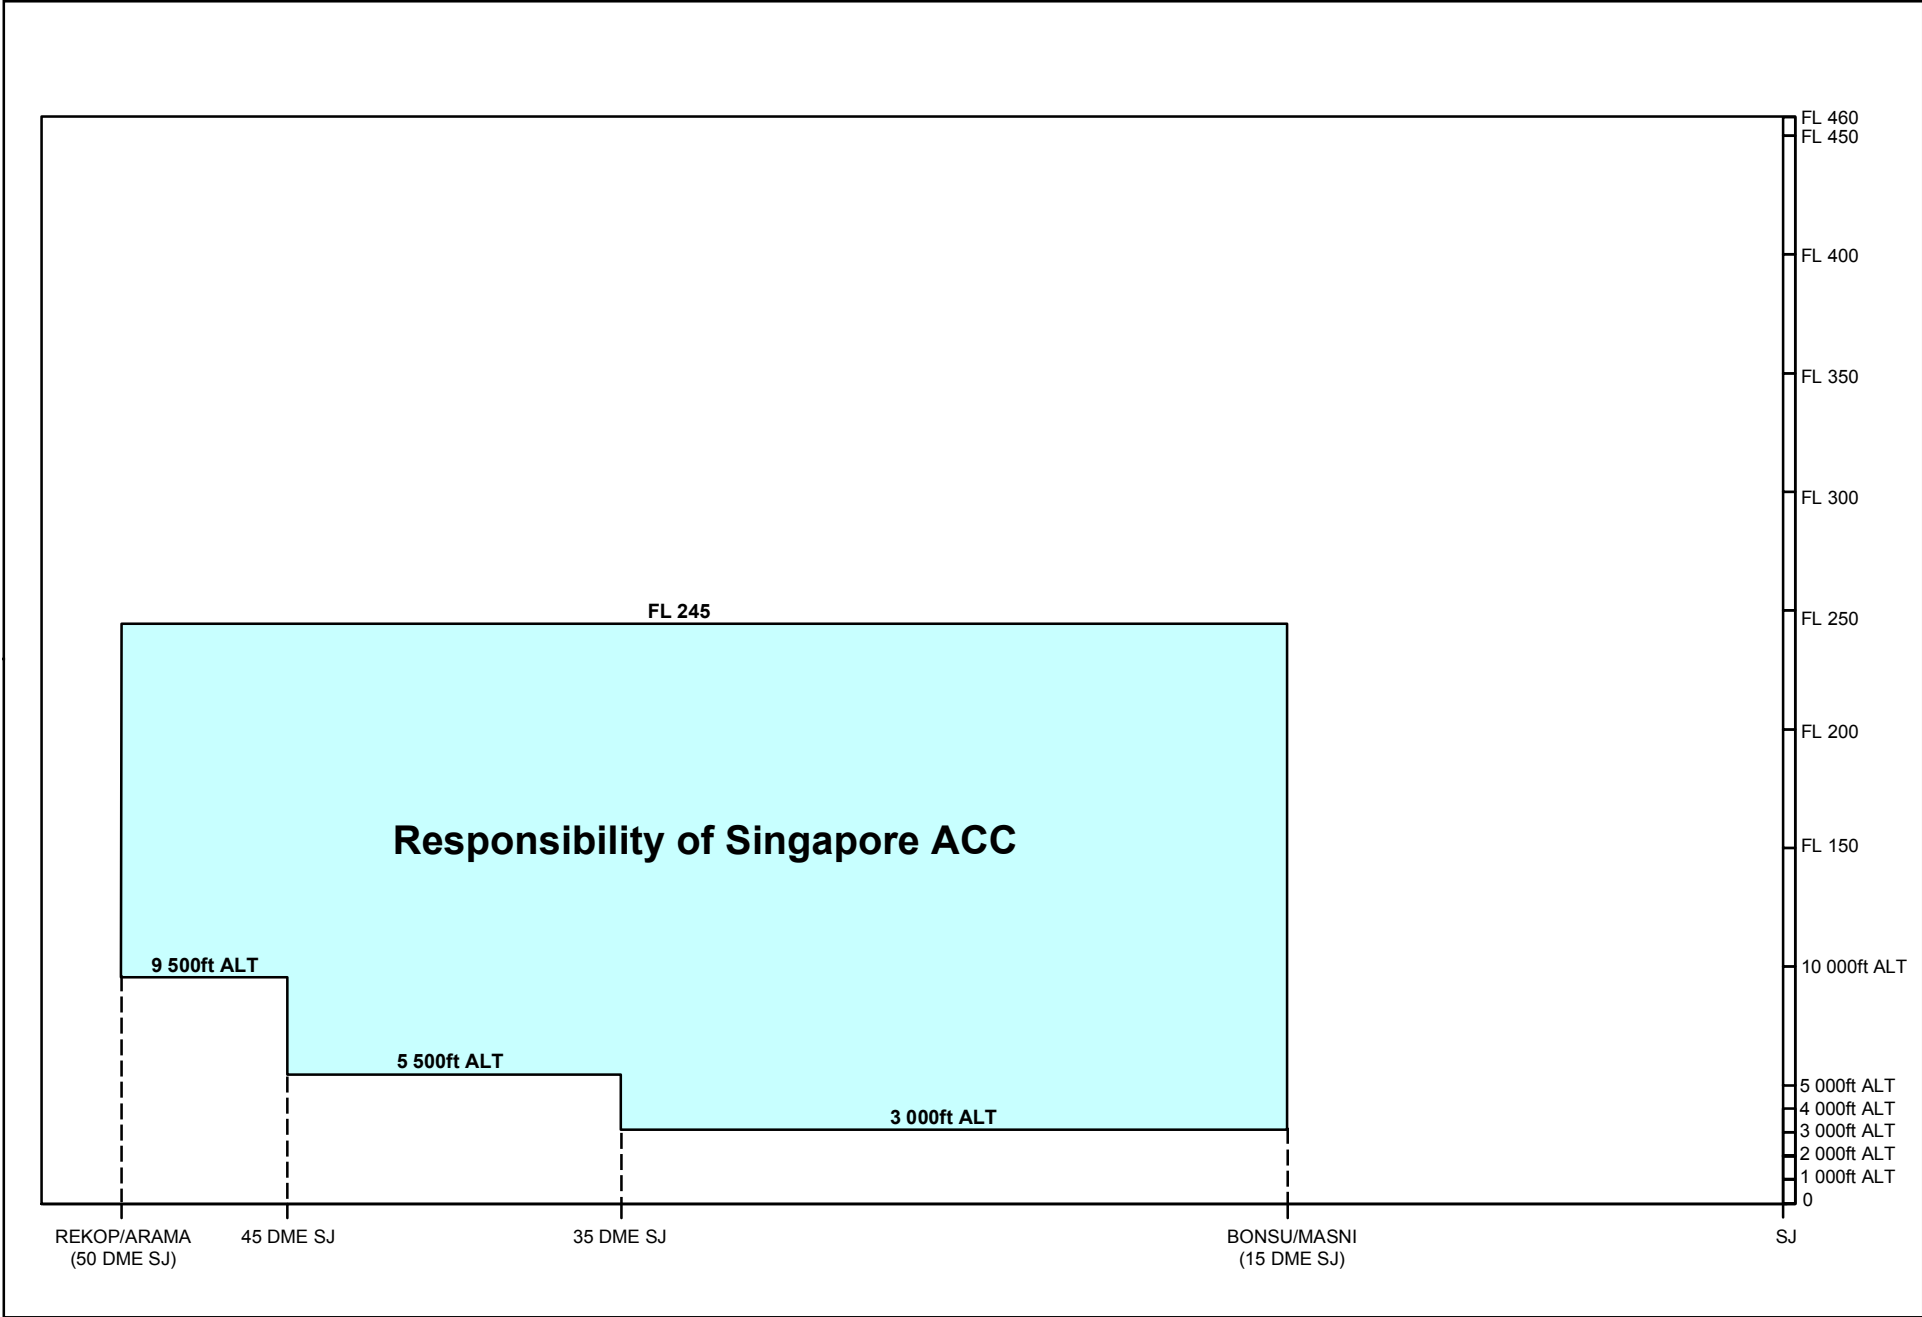 FL 460
FL 450
FL 400
FL 350
FL 300
FL 245
FL 250
FL 200
Responsibility of Singapore ACC
FL 150
9 500ft ALT
10 000ft ALT
5 500ft ALT
5 000ft ALT
4 000ft ALT
3 000ft ALT
3 000ft ALT
2 000ft ALT
1 000ft ALT
0
REKOP/ARAMA
(50 DME SJ)
45 DME SJ
35 DME SJ
BONSU/MASNI
(15 DME SJ)
SJ